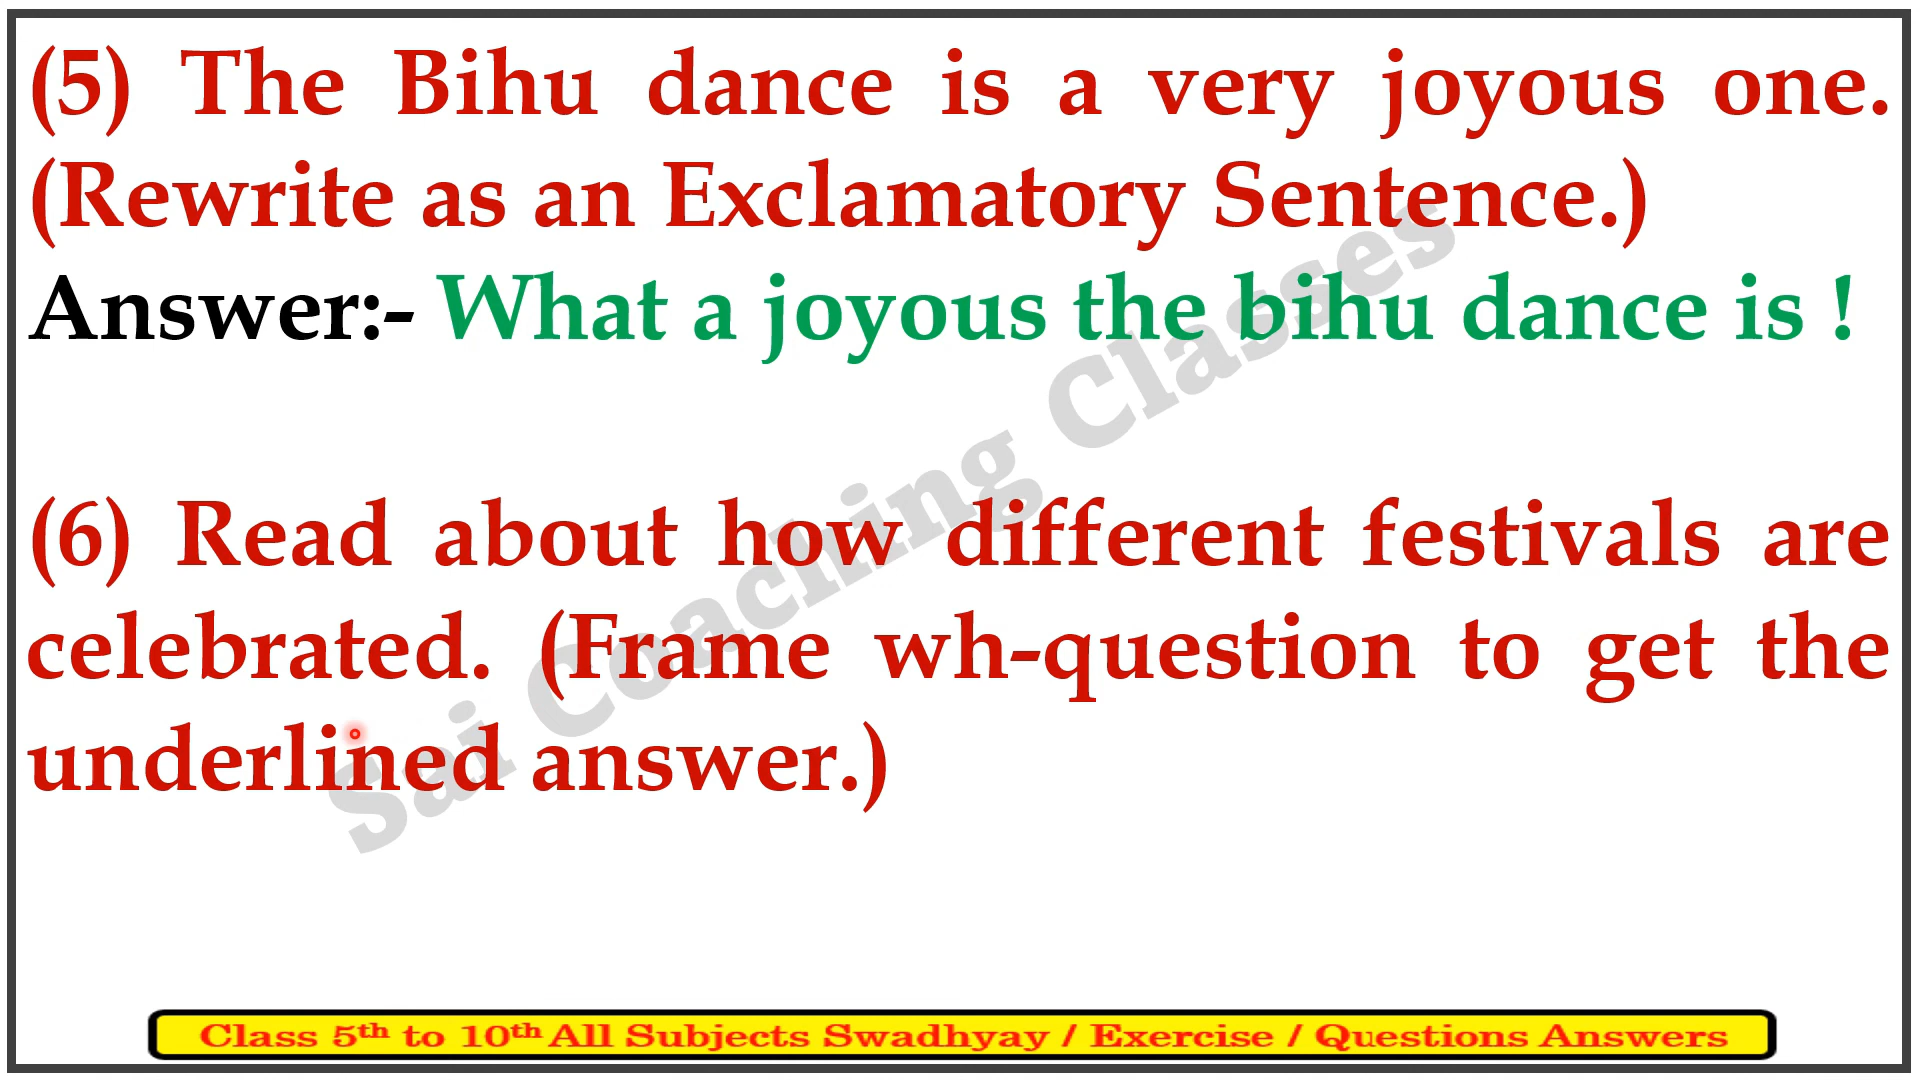 (5) The Bihu dance is a very joyous one.
(Rewrite as an Exclamatory Sentence.)
Answer:- What a joyous the bihu dance is !
(6) Read about how different festivals are
celebrated. (Frame wh-question to get the
underlined answer.)
Sai Coaching Classes
Class 5th to 10th All Subjects Swadhyay / Exercise / Questions Answers